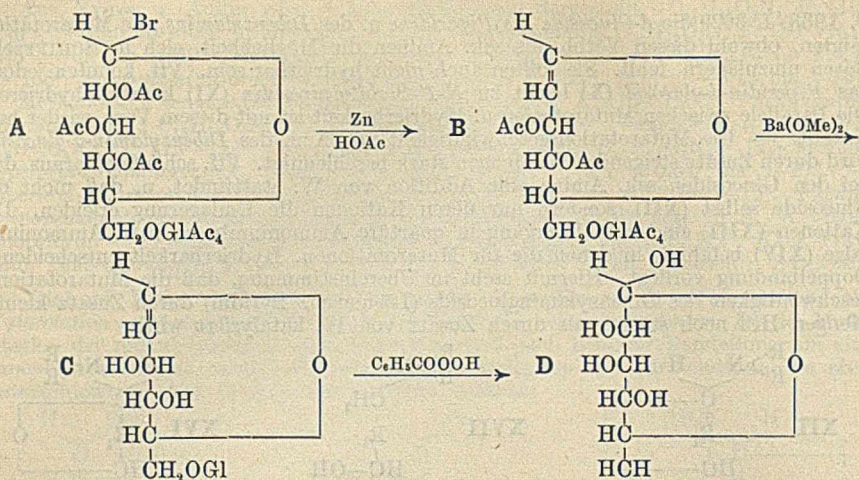 H Br H
C C
HCOAc HC
A AcOCH O Zn HOAc B AcOCH O Ba(OMe)₂
HCOAc HCOAc
HC HC
CH₂OGlAc₄ CH₂OGlAc₄
H H OH
C C
HC HOCH
C HOCH O C₆H₅COOOH D HOCH O
HCOH HCOH
HC HC
CH₂OGl HCH